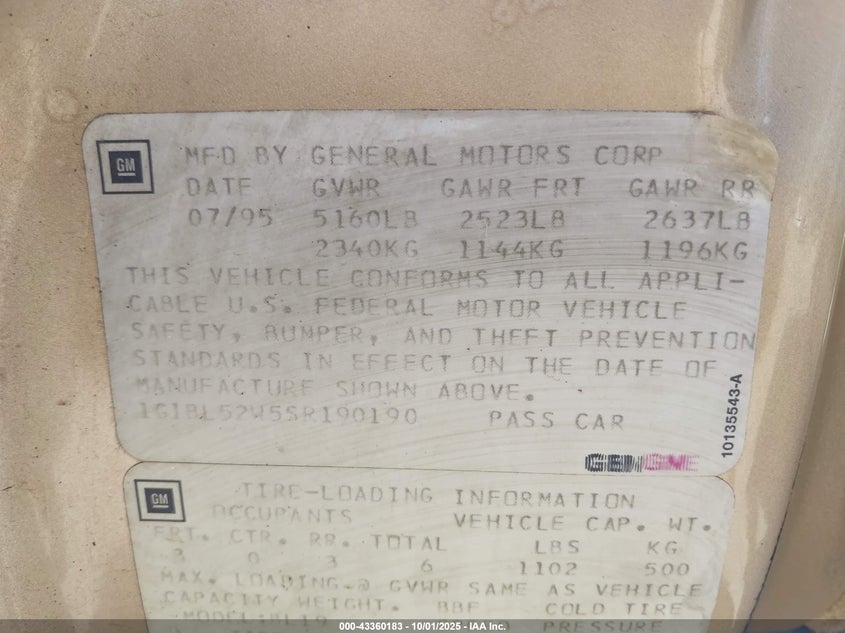 GM
MFD BY GENERAL MOTORS CORP
DATE GVWR GAWR FRT GAWR RR
07/95 5160LB 2523LB 2637LB
2340KG 1144KG 1196KG
THIS VEHICLE CONFORMS TO ALL APPLI-
CABLE U.S. FEDERAL MOTOR VEHICLE
SAFETY, BUMPER, AND THEFT PREVENTION
STANDARDS IN EFFECT ON THE DATE OF
MANUFACTURE SHOWN ABOVE.
1G1BL52W5SR190190 PASS CAR
10135543-A
GM
TIRE-LOADING INFORMATION
OCCUPANTS VEHICLE CAP. WT.
FRT. CTR. RR. TOTAL LBS KG
3 0 3 6 1102 500
MAX. LOADING @ GVWR SAME AS VEHICLE
CAPACITY WEIGHT. BBF COLD TIRE
PRESSURE
000-43360183 - 10/01/2025 - IAA Inc.